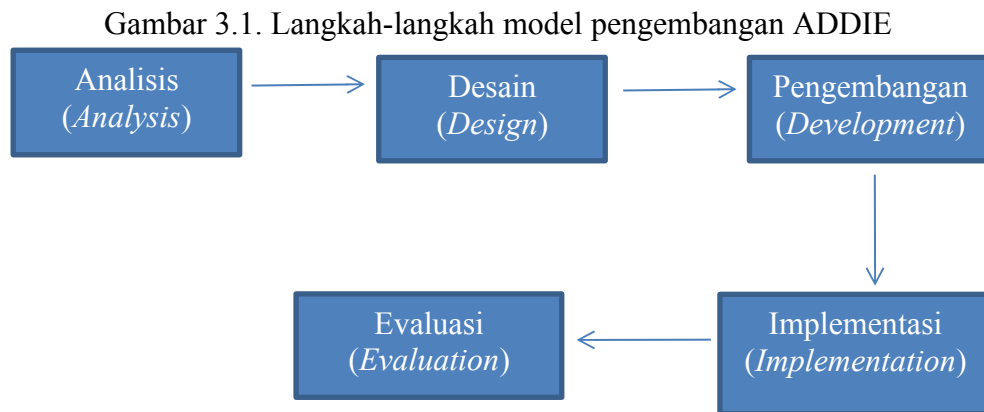 Gambar 3.1. Langkah-langkah model pengembangan ADDIE
Analisis
(Analysis)
Desain
(Design)
Pengembangan
(Development)
Implementasi
(Implementation)
Evaluasi
(Evaluation)